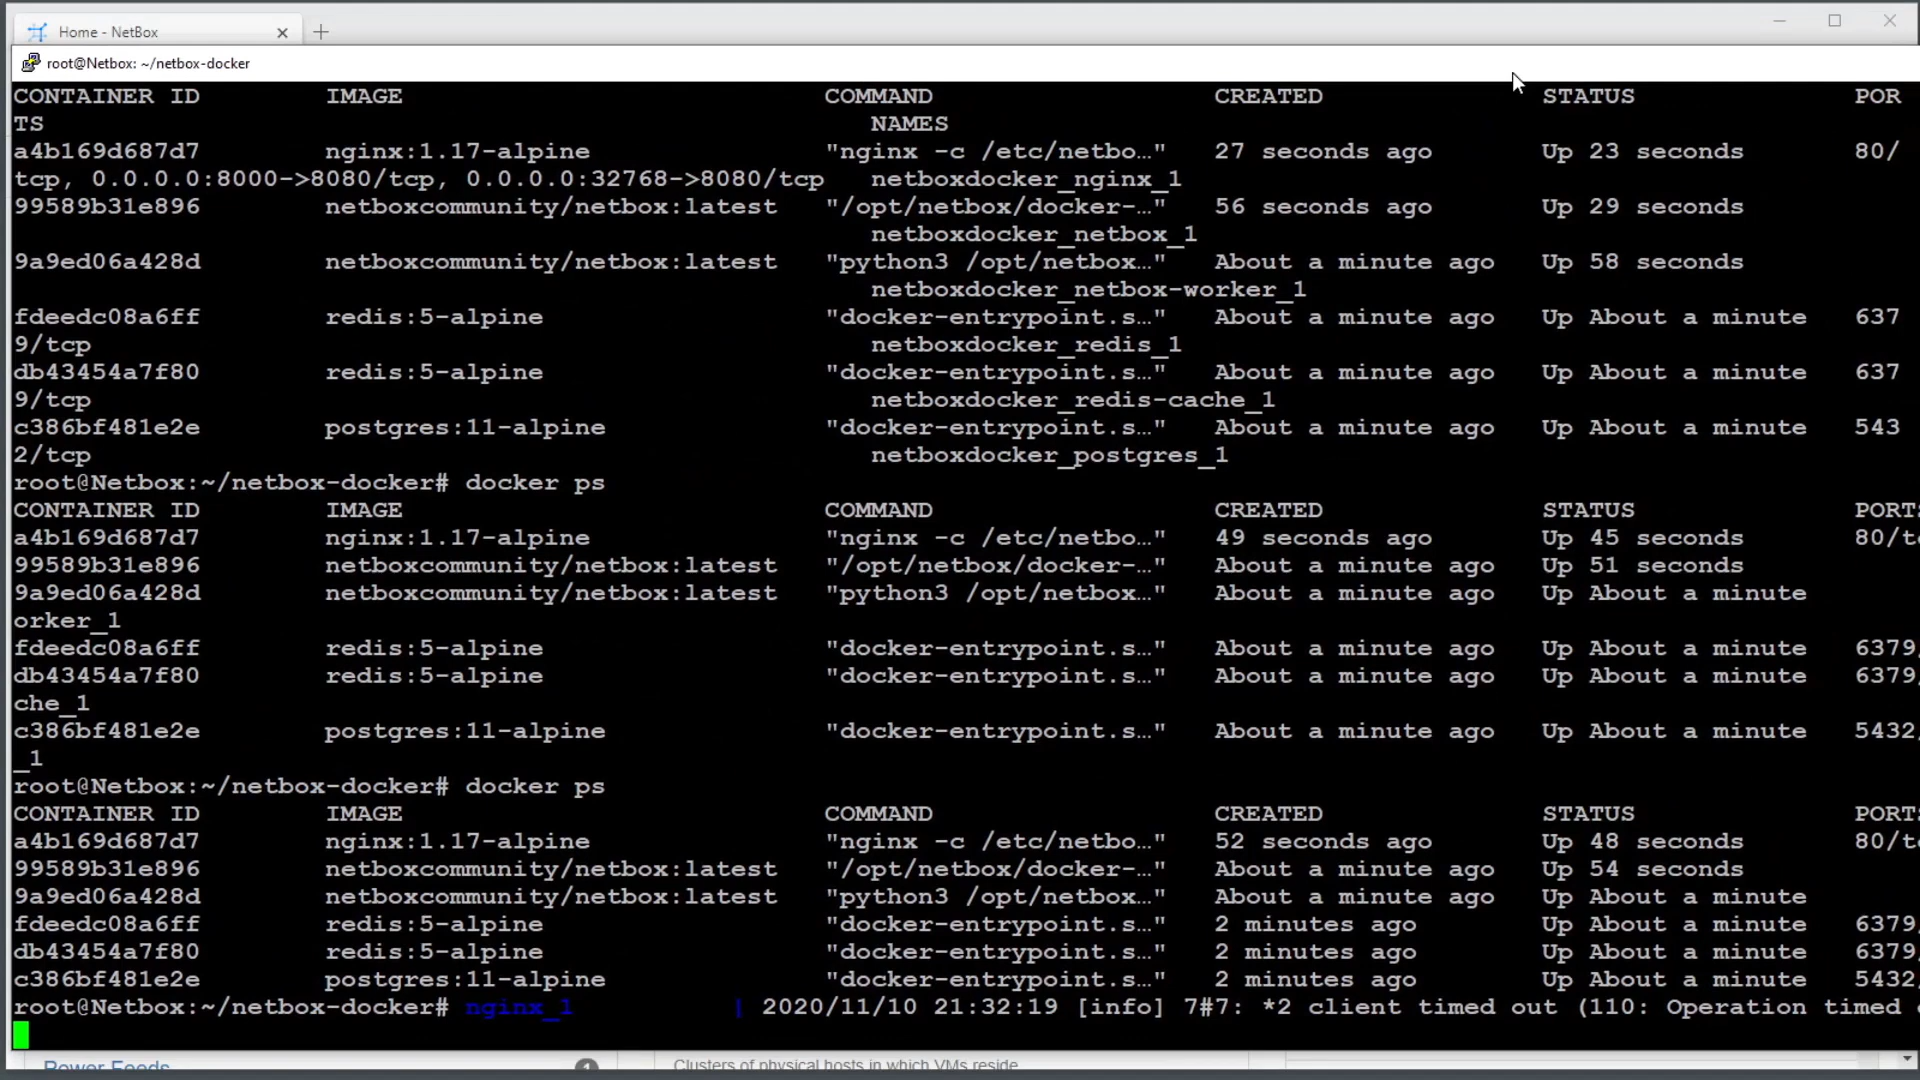 Home - NetBox
root@Netbox: ~/netbox-docker
CONTAINER ID IMAGE COMMAND CREATED STATUS POR
TS NAMES
a4b169d687d7 nginx:1.17-alpine "nginx -c /etc/netbo…" 27 seconds ago Up 23 seconds 80/
tcp, 0.0.0.0:8000->8080/tcp, 0.0.0.0:32768->8080/tcp netboxdocker_nginx_1
99589b31e896 netboxcommunity/netbox:latest "/opt/netbox/docker-…" 56 seconds ago Up 29 seconds
netboxdocker_netbox_1
9a9ed06a428d netboxcommunity/netbox:latest "python3 /opt/netbox…" About a minute ago Up 58 seconds
netboxdocker_netbox-worker_1
fdeedc08a6ff redis:5-alpine "docker-entrypoint.s…" About a minute ago Up About a minute 637
9/tcp netboxdocker_redis_1
db43454a7f80 redis:5-alpine "docker-entrypoint.s…" About a minute ago Up About a minute 637
9/tcp netboxdocker_redis-cache_1
c386bf481e2e postgres:11-alpine "docker-entrypoint.s…" About a minute ago Up About a minute 543
2/tcp netboxdocker_postgres_1
root@Netbox:~/netbox-docker# docker ps
CONTAINER ID IMAGE COMMAND CREATED STATUS PORTS
a4b169d687d7 nginx:1.17-alpine "nginx -c /etc/netbo…" 49 seconds ago Up 45 seconds 80/tc
99589b31e896 netboxcommunity/netbox:latest "/opt/netbox/docker-…" About a minute ago Up 51 seconds
9a9ed06a428d netboxcommunity/netbox:latest "python3 /opt/netbox…" About a minute ago Up About a minute
orker_1
fdeedc08a6ff redis:5-alpine "docker-entrypoint.s…" About a minute ago Up About a minute 6379/
db43454a7f80 redis:5-alpine "docker-entrypoint.s…" About a minute ago Up About a minute 6379/
che_1
c386bf481e2e postgres:11-alpine "docker-entrypoint.s…" About a minute ago Up About a minute 5432/
_1
root@Netbox:~/netbox-docker# docker ps
CONTAINER ID IMAGE COMMAND CREATED STATUS PORTS
a4b169d687d7 nginx:1.17-alpine "nginx -c /etc/netbo…" 52 seconds ago Up 48 seconds 80/tc
99589b31e896 netboxcommunity/netbox:latest "/opt/netbox/docker-…" About a minute ago Up 54 seconds
9a9ed06a428d netboxcommunity/netbox:latest "python3 /opt/netbox…" About a minute ago Up About a minute
fdeedc08a6ff redis:5-alpine "docker-entrypoint.s…" 2 minutes ago Up About a minute 6379/
db43454a7f80 redis:5-alpine "docker-entrypoint.s…" 2 minutes ago Up About a minute 6379/
c386bf481e2e postgres:11-alpine "docker-entrypoint.s…" 2 minutes ago Up About a minute 5432/
root@Netbox:~/netbox-docker# nginx_1 | 2020/11/10 21:32:19 [info] 7#7: *2 client timed out (110: Operation timed
Power Feeds 1 Clusters of physical hosts in which VMs reside